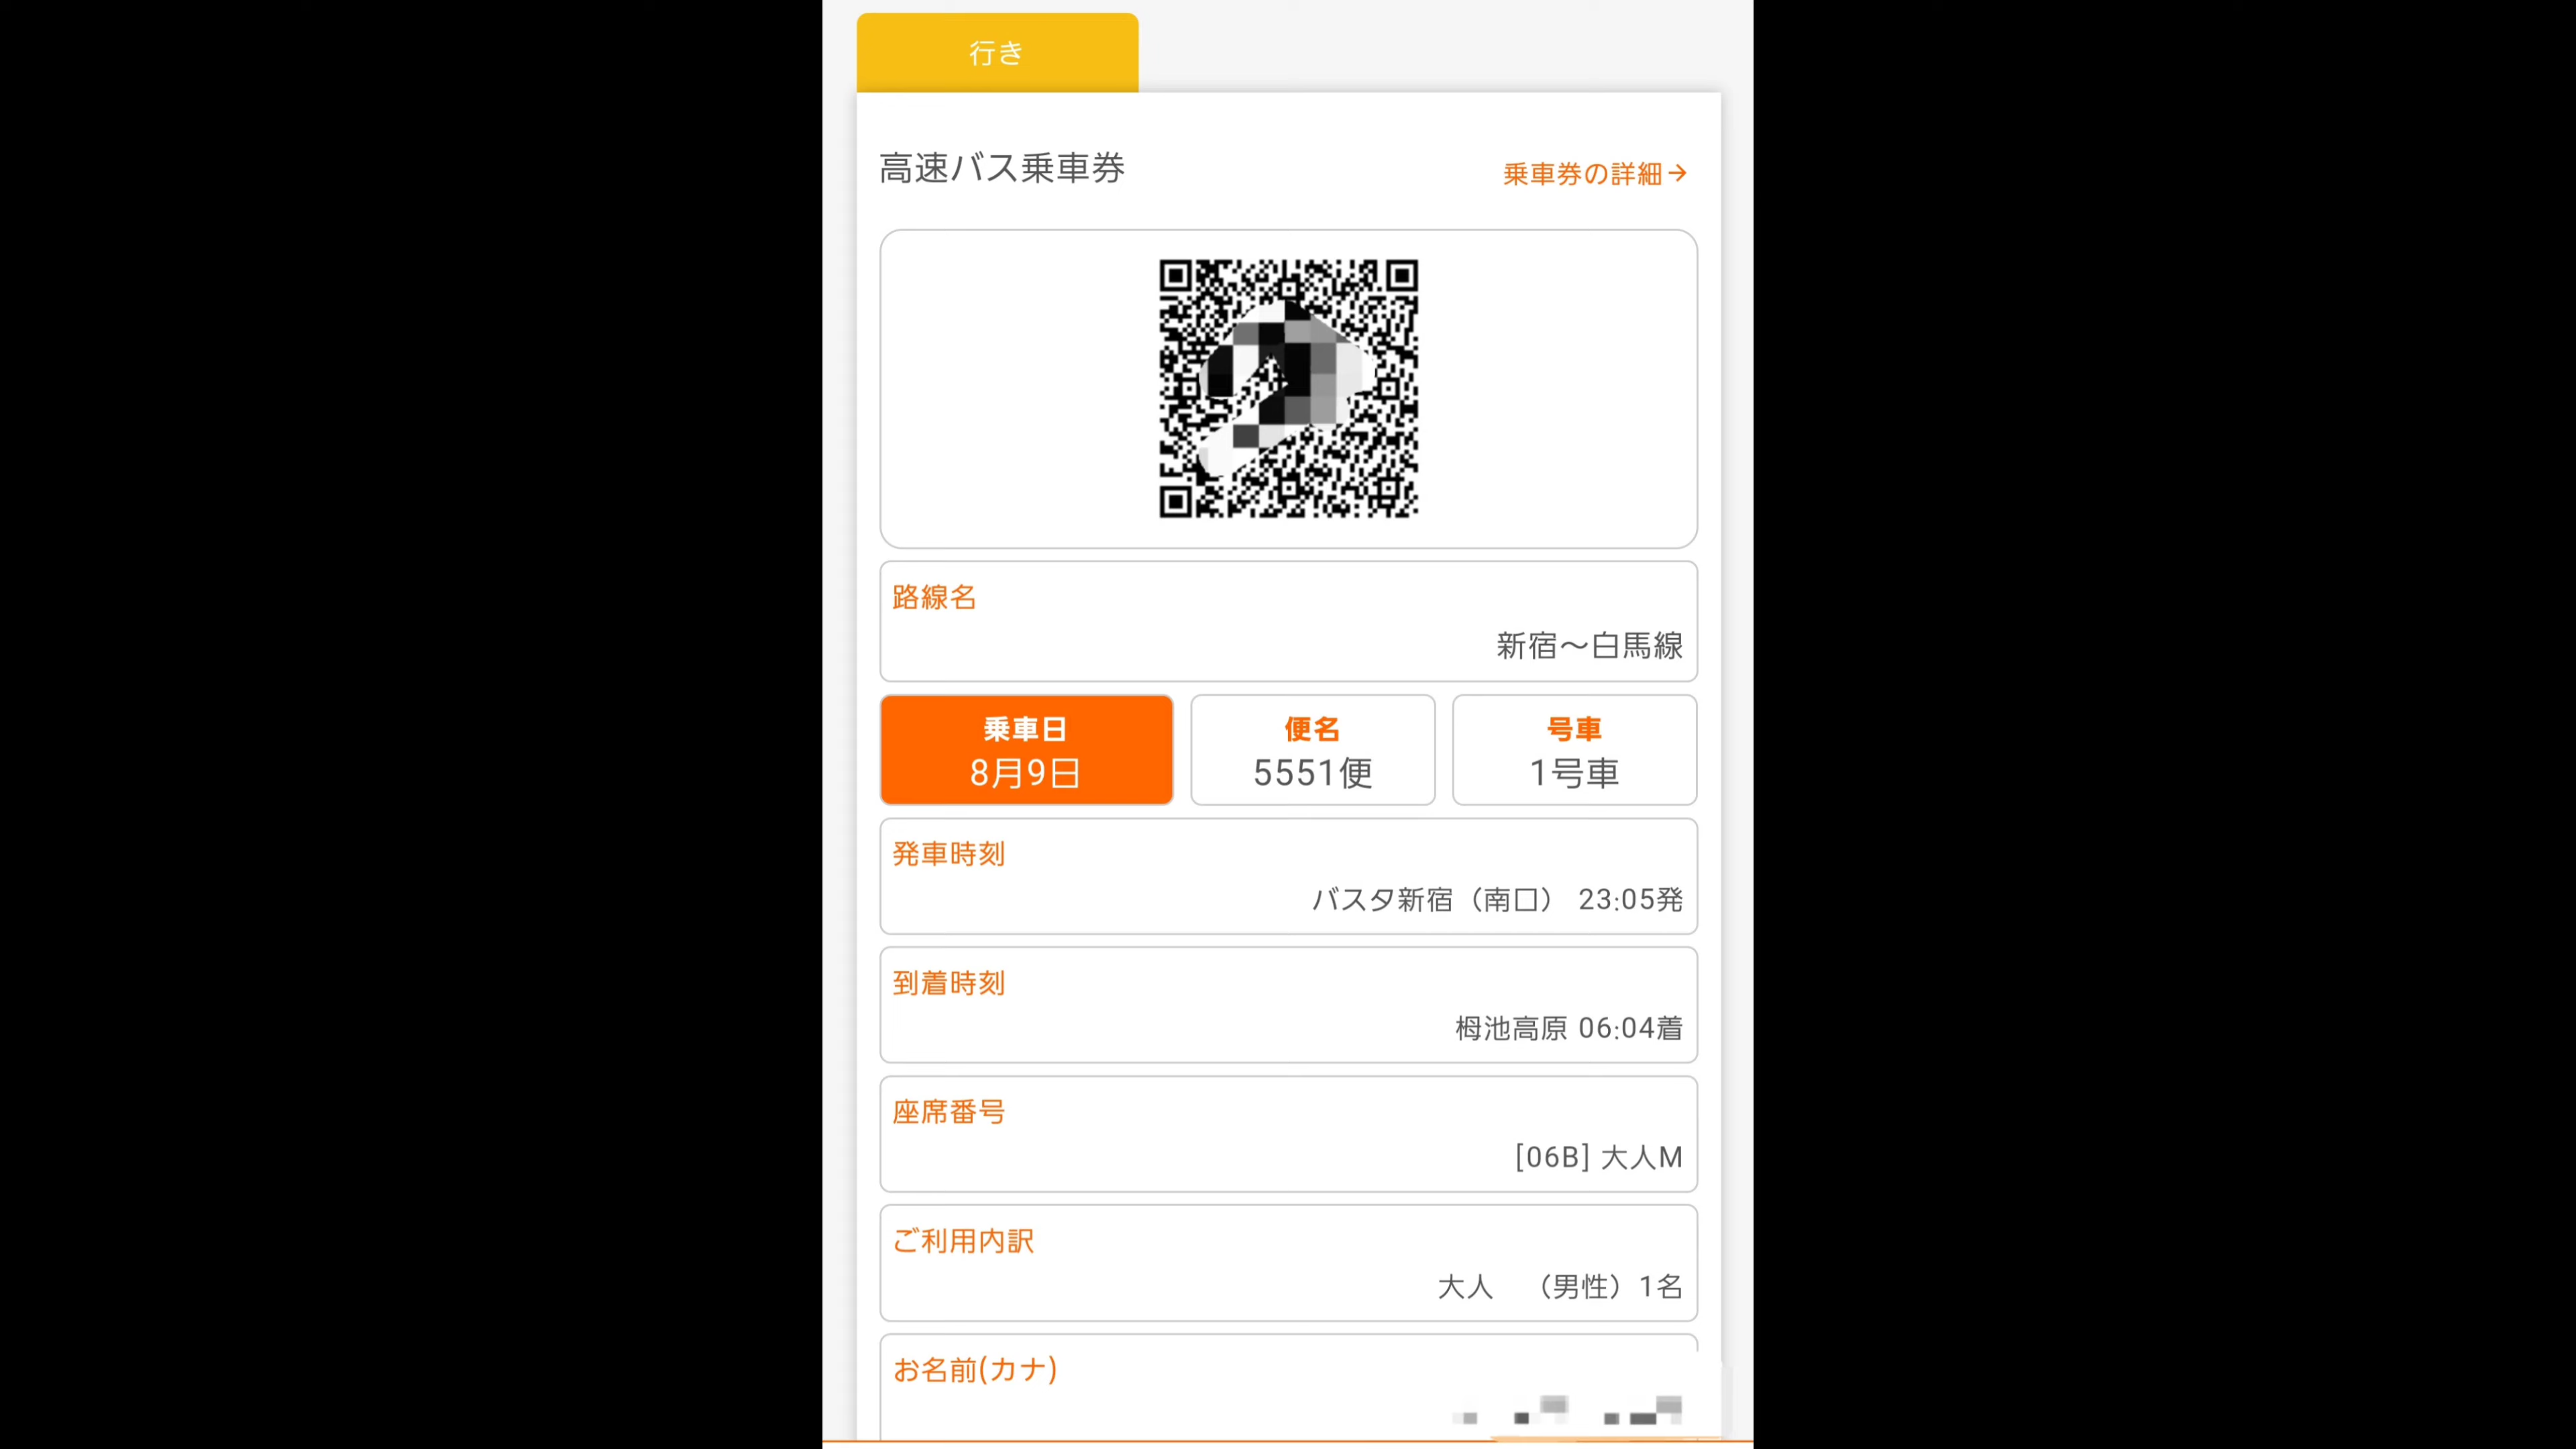 行き
高速バス乗車券
乗車券の詳細→
路線名
新宿〜白馬線
乗車日
8月9日
便名
5551便
号車
1号車
発車時刻
バスタ新宿（南口） 23:05発
到着時刻
栂池高原 06:04着
座席番号
[06B] 大人M
ご利用内訳
大人　（男性）1名
お名前(カナ)